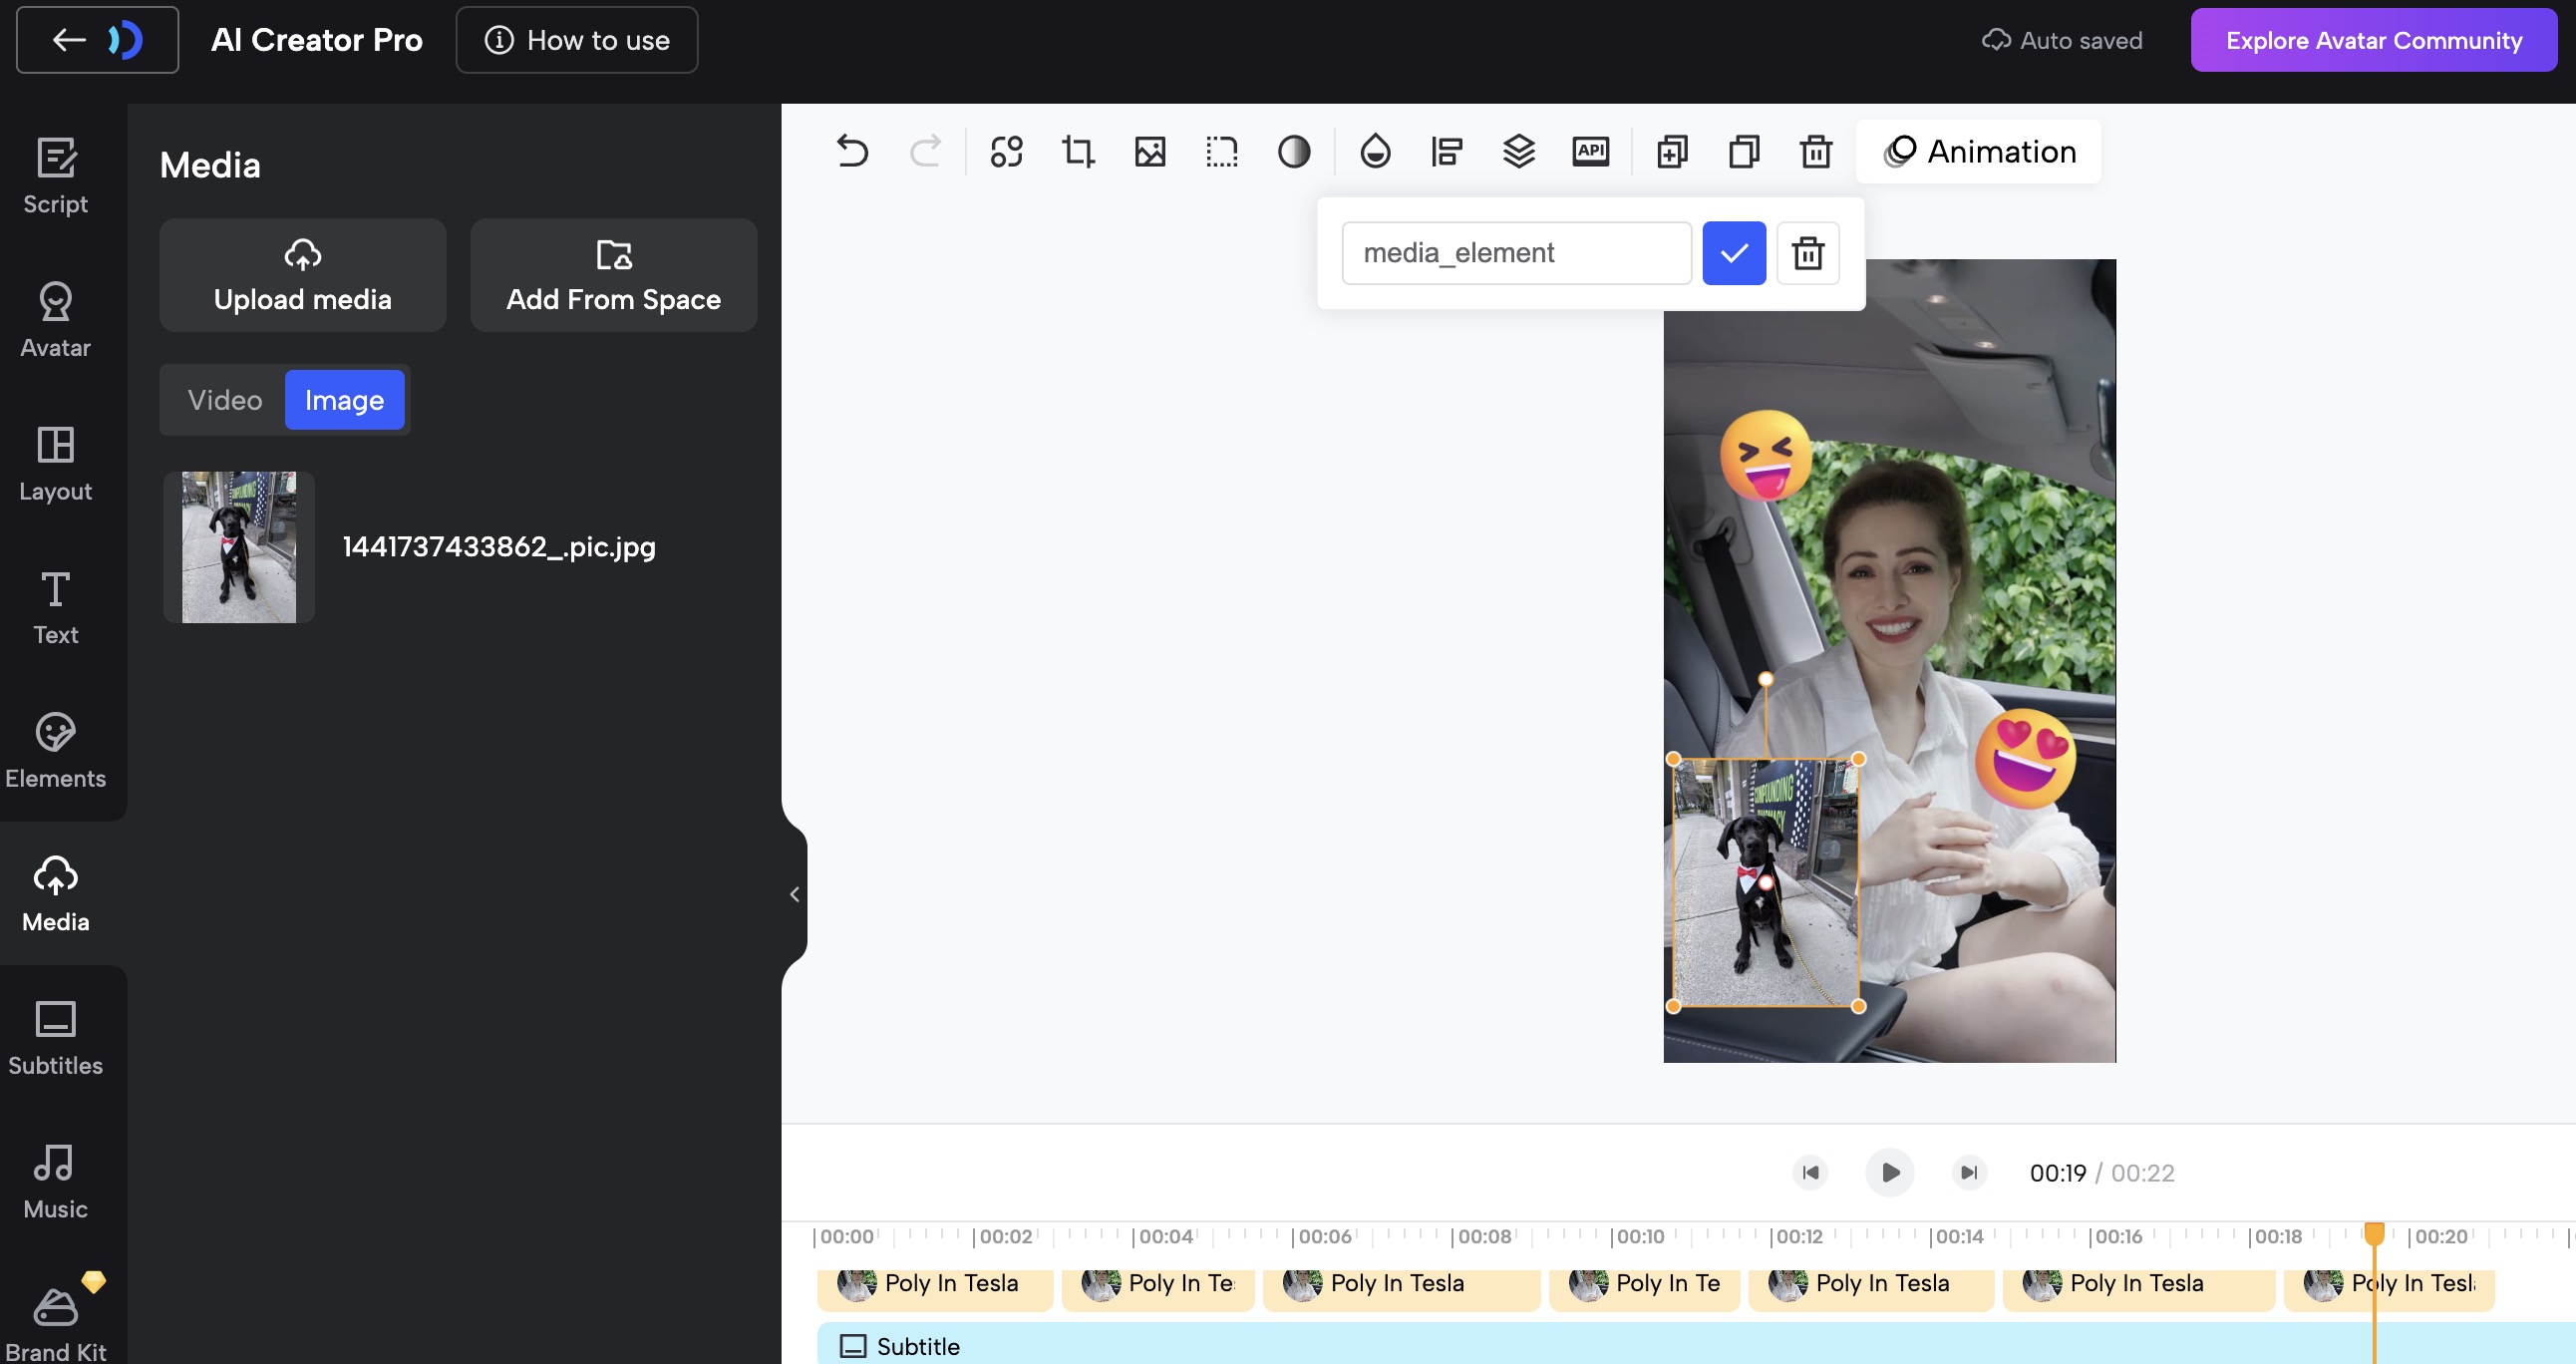 AI Creator Pro
How to use
Auto saved
Explore Avatar Community
Script
Avatar
Layout
Text
Elements
Media
Subtitles
Music
Brand Kit
Media
Upload media
Add From Space
Video
Image
1441737433862_.pic.jpg
API
Animation
media_element
COMPOUNDING
PHARMACY
00:19 / 00:22
00:00
00:02
00:04
00:06
00:08
00:10
00:12
00:14
00:16
00:18
00:20
Poly In Tesla
Poly In Te
Poly In Tesla
Poly In Te
Poly In Tesla
Poly In Tesla
Poly In Tesl
Subtitle